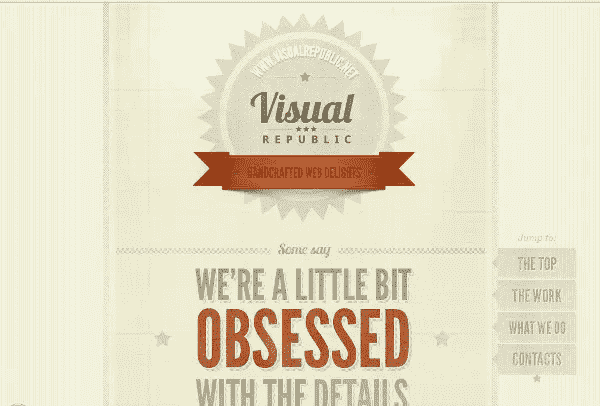 WWW.VISUALREPUBLIC.NET
Visual
REPUBLIC
HANDCRAFTED WEB DELIGHTS
Some say
WE'RE A LITTLE BIT
OBSESSED
WITH THE DETAILS
Jump to:
THE TOP
THE WORK
WHAT WE DO
CONTACTS